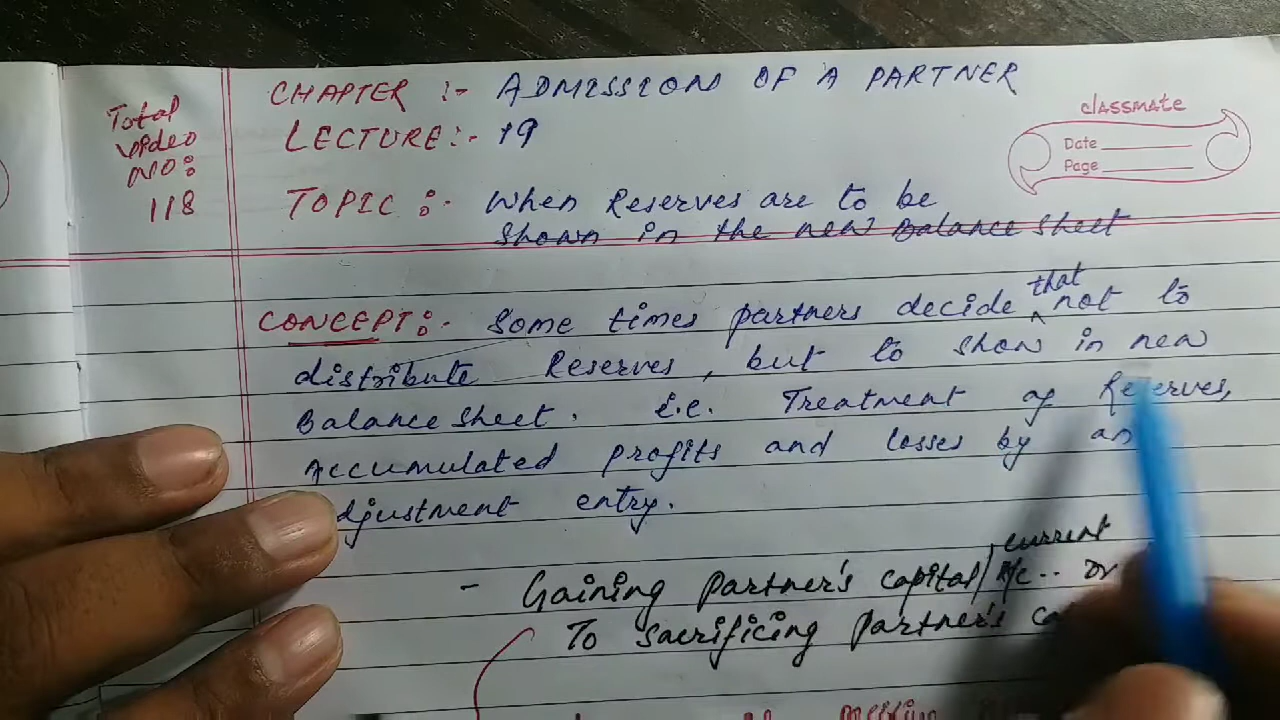 Total
video
NO:
118
CHAPTER :- ADMISSION OF A PARTNER
LECTURE:- 19
classmate
Date
Page
TOPIC :- When Reserves are to be
shown in the new Balance sheet
CONCEPT:- Some times partners decide that not to
distribute Reserves, but to show in new
Balance sheet. i.e. Treatment of Reserves,
Accumulated profits and losses by an
adjustment entry.
- Gaining Partner's capital/current A/c.. Dr
To Sacrificing Partner's